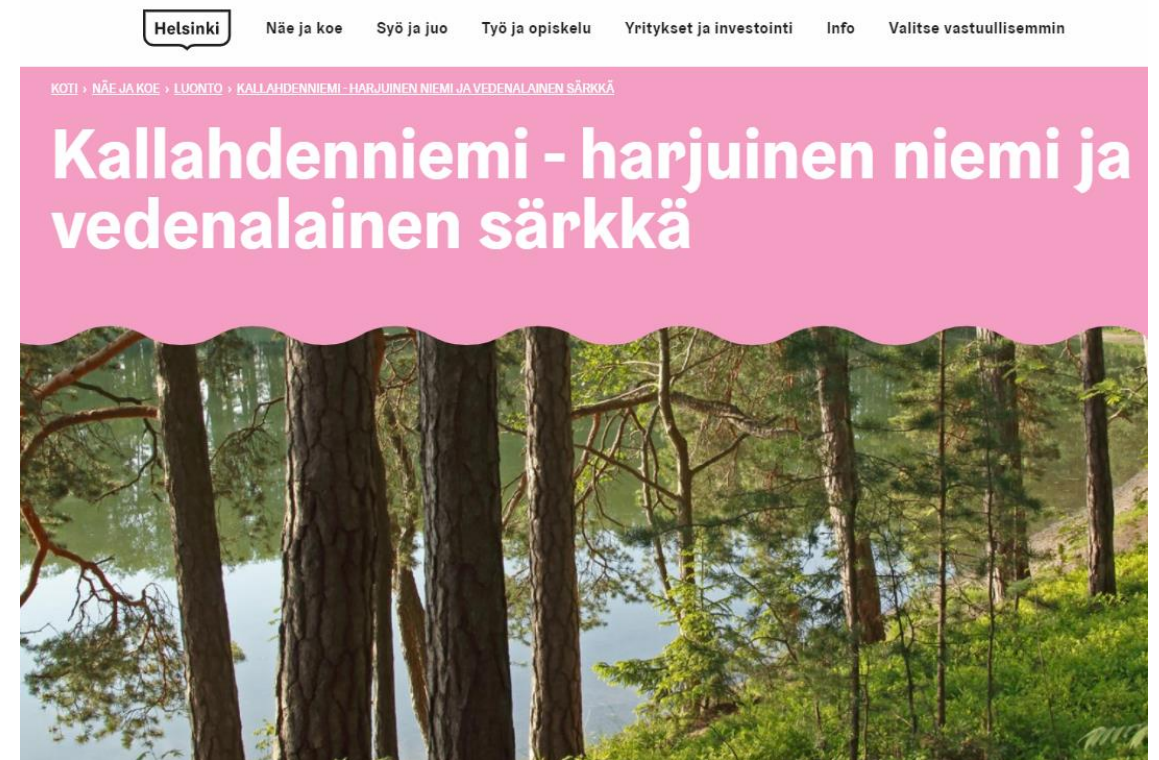 Helsinki Näe ja koe Syö ja juo Työ ja opiskelu Yritykset ja investointi Info Valitse vastuullisemmin
KOTI › NÄE JA KOE › LUONTO › KALLAHDENNIEMI - HARJUINEN NIEMI JA VEDENALAINEN SÄRKKÄ
Kallahdenniemi - harjuinen niemi ja
vedenalainen särkkä